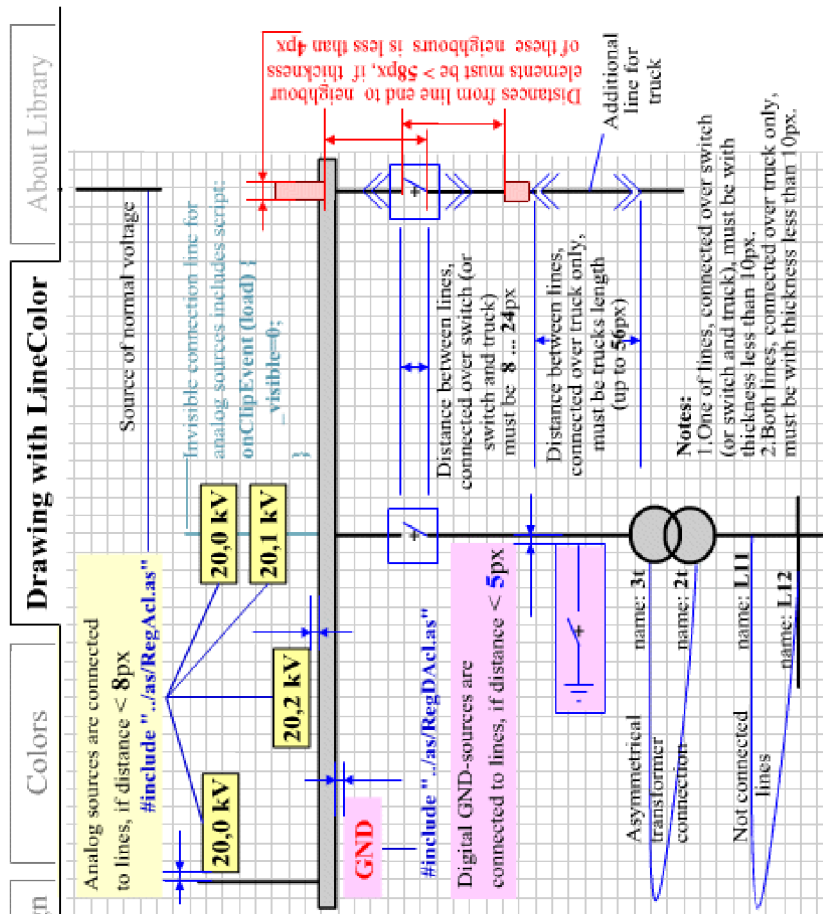 gn
Colors
Drawing with LineColor
About Library
Analog sources are connected
to lines, if distance < 8px
#include "../as/RegAcl.as"
Source of normal voltage
20,0 kV
20,0 kV
20,1 kV
20,2 kV
Invisible connection line for
analog sources includes script:
onClipEvent (load) {
_visible=0;
}
Distances from line end to neighbour
elements must be > 58px, if thickness
of these neighbours is less than 4px
GND
#include "../as/RegDAcl.as"
Digital GND-sources are
connected to lines, if distance < 5px
Distance between lines,
connected over switch (or
switch and truck)
must be 8 ... 24px
Distance between lines,
connected over truck only,
must be trucks length
(up to 56px)
Additional
line for
truck
Asymmetrical
transformer
connection
name: 3t
name: 2t
Not connected
lines
name: L11
name: L12
Notes:
1.One of lines, connected over switch
(or switch and truck), must be with
thickness less than 10px.
2.Both lines, connected over truck only,
must be with thickness less than 10px.